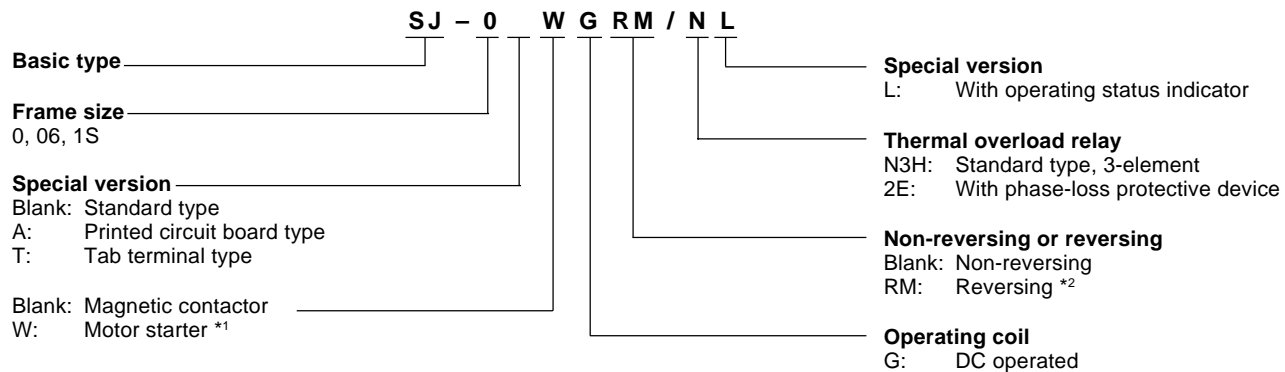 SJ – 0 W G RM / N L
Basic type
Frame size
0, 06, 1S
Special version
Blank: Standard type
A: Printed circuit board type
T: Tab terminal type
Blank: Magnetic contactor
W: Motor starter *1
Special version
L: With operating status indicator
Thermal overload relay
N3H: Standard type, 3-element
2E: With phase-loss protective device
Non-reversing or reversing
Blank: Non-reversing
RM: Reversing *2
Operating coil
G: DC operated